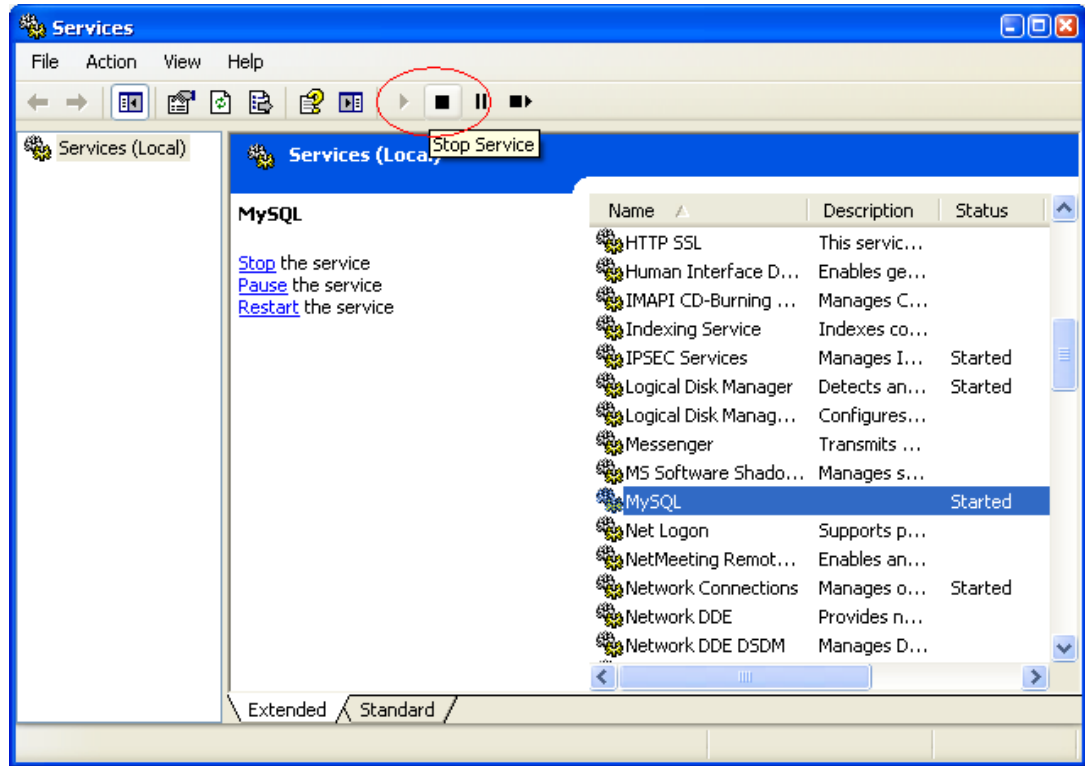 Services
File Action View Help
Stop Service
Services (Local)
Services (Local)
MySQL
Stop the service
Pause the service
Restart the service
Name Description Status
HTTP SSL This servic...
Human Interface D... Enables ge...
IMAPI CD-Burning ... Manages C...
Indexing Service Indexes co...
IPSEC Services Manages I... Started
Logical Disk Manager Detects an... Started
Logical Disk Manag... Configures...
Messenger Transmits ...
MS Software Shado... Manages s...
MySQL Started
Net Logon Supports p...
NetMeeting Remot... Enables an...
Network Connections Manages o... Started
Network DDE Provides n...
Network DDE DSDM Manages D...
Extended Standard